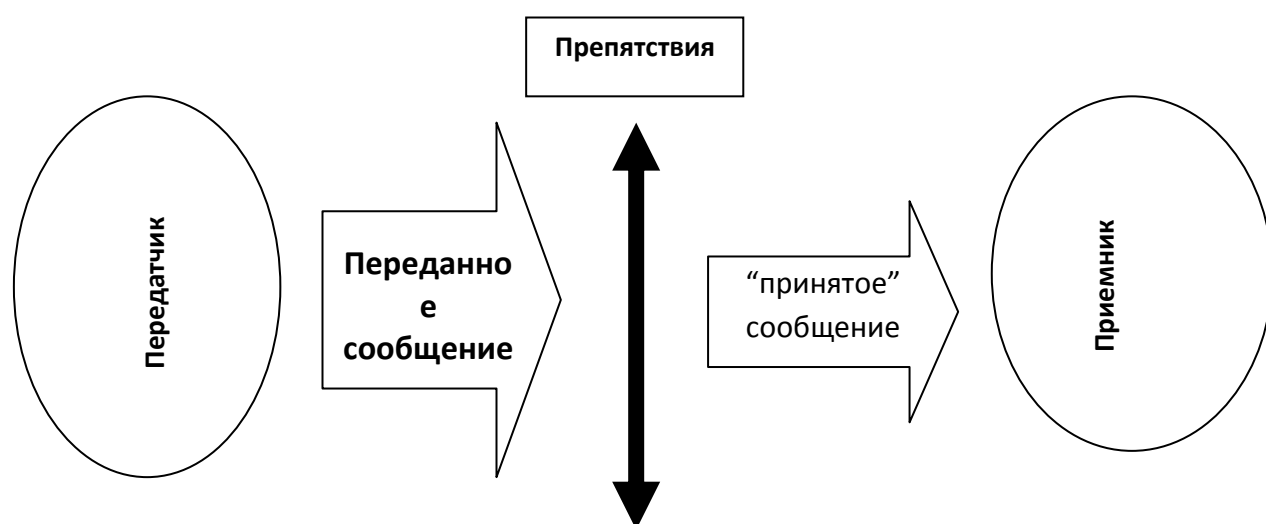 Препятствия
Передатчик
Переданно
е
сообщение
“принятое”
сообщение
Приемник